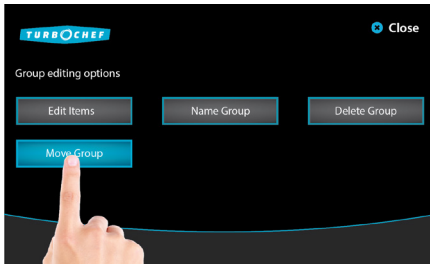 TURBOCHEF
Close
Group editing options
Edit Items
Name Group
Delete Group
Move Group